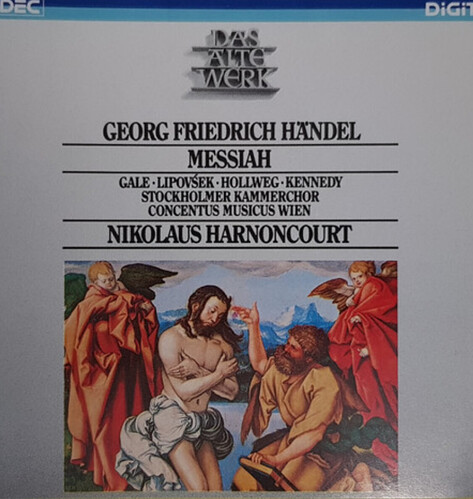 DEC
DiGiT
DAS
ALTE
WERK
GEORG FRIEDRICH HÄNDEL
MESSIAH
GALE · LIPOVŠEK · HOLLWEG · KENNEDY
STOCKHOLMER KAMMERCHOR
CONCENTUS MUSICUS WIEN
NIKOLAUS HARNONCOURT